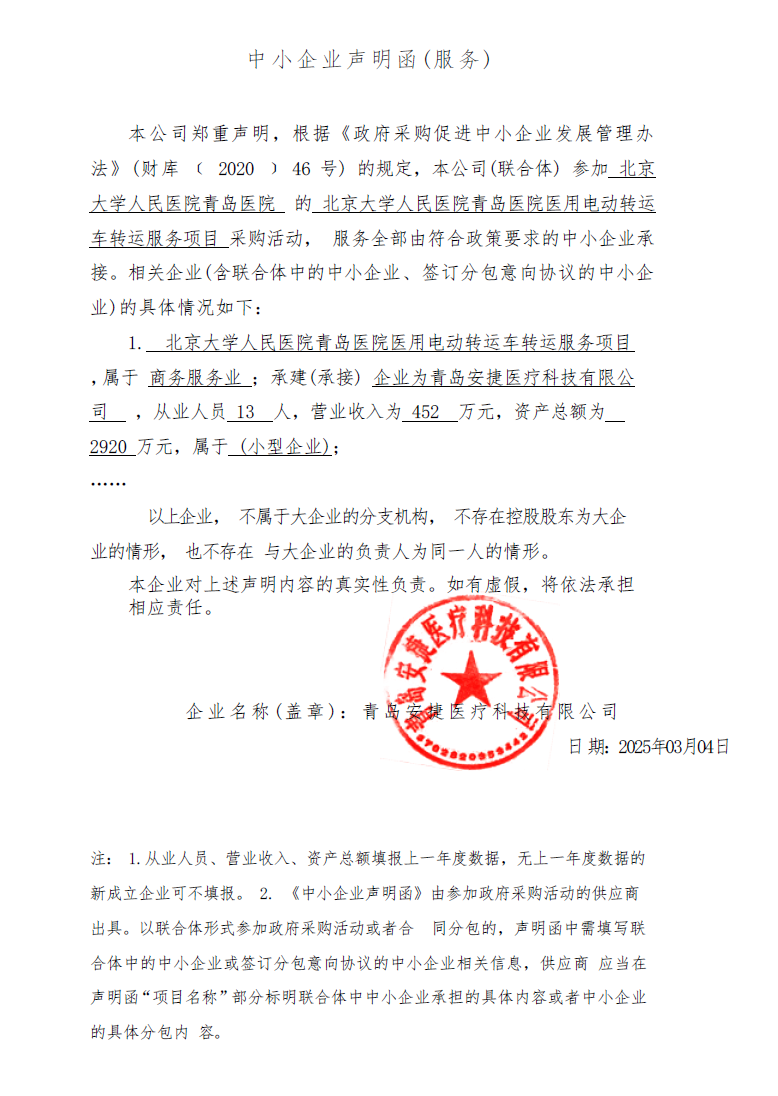 中小企业声明函(服务)
本公司郑重声明，根据《政府采购促进中小企业发展管理办
法》(财库 ﹝ 2020 ﹞ 46 号) 的规定，本公司(联合体) 参加 北京
大学人民医院青岛医院 的 北京大学人民医院青岛医院医用电动转运
车转运服务项目 采购活动， 服务全部由符合政策要求的中小企业承
接。相关企业(含联合体中的中小企业、签订分包意向协议的中小企
业)的具体情况如下：
1. 北京大学人民医院青岛医院医用电动转运车转运服务项目
,属于 商务服务业 ；承建(承接) 企业为青岛安捷医疗科技有限公
司 ，从业人员 13 人，营业收入为 452 万元，资产总额为
2920 万元，属于 (小型企业)；
……
以上企业， 不属于大企业的分支机构， 不存在控股股东为大企
业的情形， 也不存在 与大企业的负责人为同一人的情形。
本企业对上述声明内容的真实性负责。如有虚假，将依法承担
相应责任。
青岛安捷医疗科技有限公司
企业名称(盖章)：青岛安捷医疗科技有限公司
3702820252442
日 期：2025年03月04日
注： 1.从业人员、营业收入、资产总额填报上一年度数据，无上一年度数据的
新成立企业可不填报。 2. 《中小企业声明函》由参加政府采购活动的供应商
出具。以联合体形式参加政府采购活动或者合 同分包的，声明函中需填写联
合体中的中小企业或签订分包意向协议的中小企业相关信息，供应商 应当在
声明函“项目名称”部分标明联合体中中小企业承担的具体内容或者中小企业
的具体分包内 容。